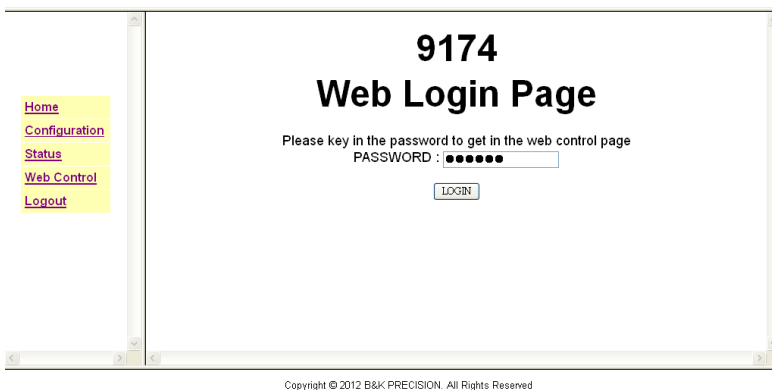 Home
Configuration
Status
Web Control
Logout
9174
Web Login Page
Please key in the password to get in the web control page
PASSWORD : ●●●●●●
LOGIN
Copyright © 2012 B&K PRECISION. All Rights Reserved